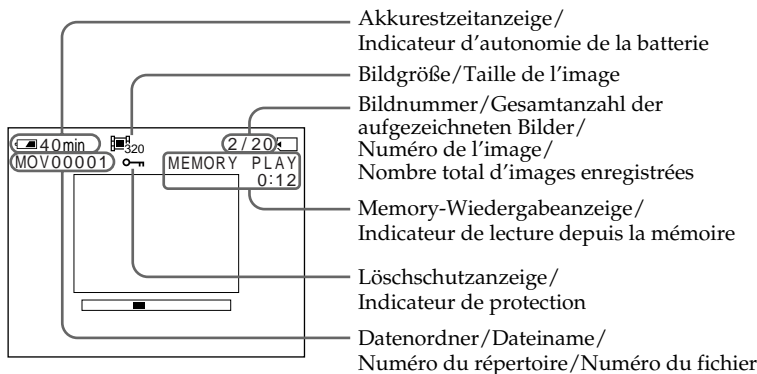 Akkurestzeitanzeige/
Indicateur d'autonomie de la batterie
Bildgröße/Taille de l'image
Bildnummer/Gesamtanzahl der
aufgezeichneten Bilder/
Numéro de l'image/
Nombre total d'images enregistrées
Memory-Wiedergabeanzeige/
Indicateur de lecture depuis la mémoire
Löschschutzanzeige/
Indicateur de protection
Datenordner/Dateiname/
Numéro du répertoire/Numéro du fichier
40min
320
2/20
MOV00001
MEMORY PLAY
0:12